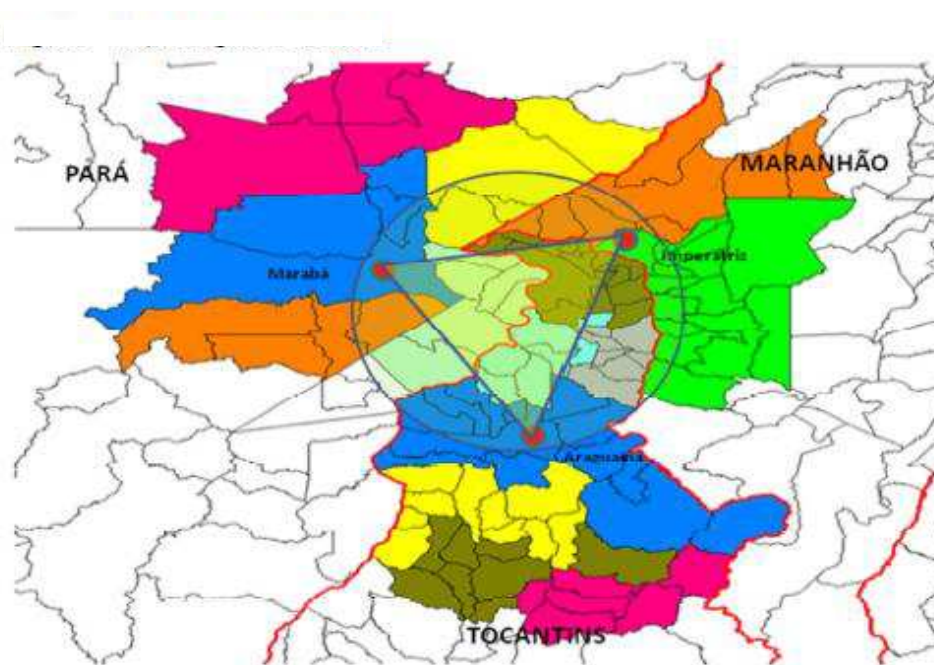 PARÁ
MARANHÃO
Imperatriz
Marabá
Araguaína
TOCANTINS